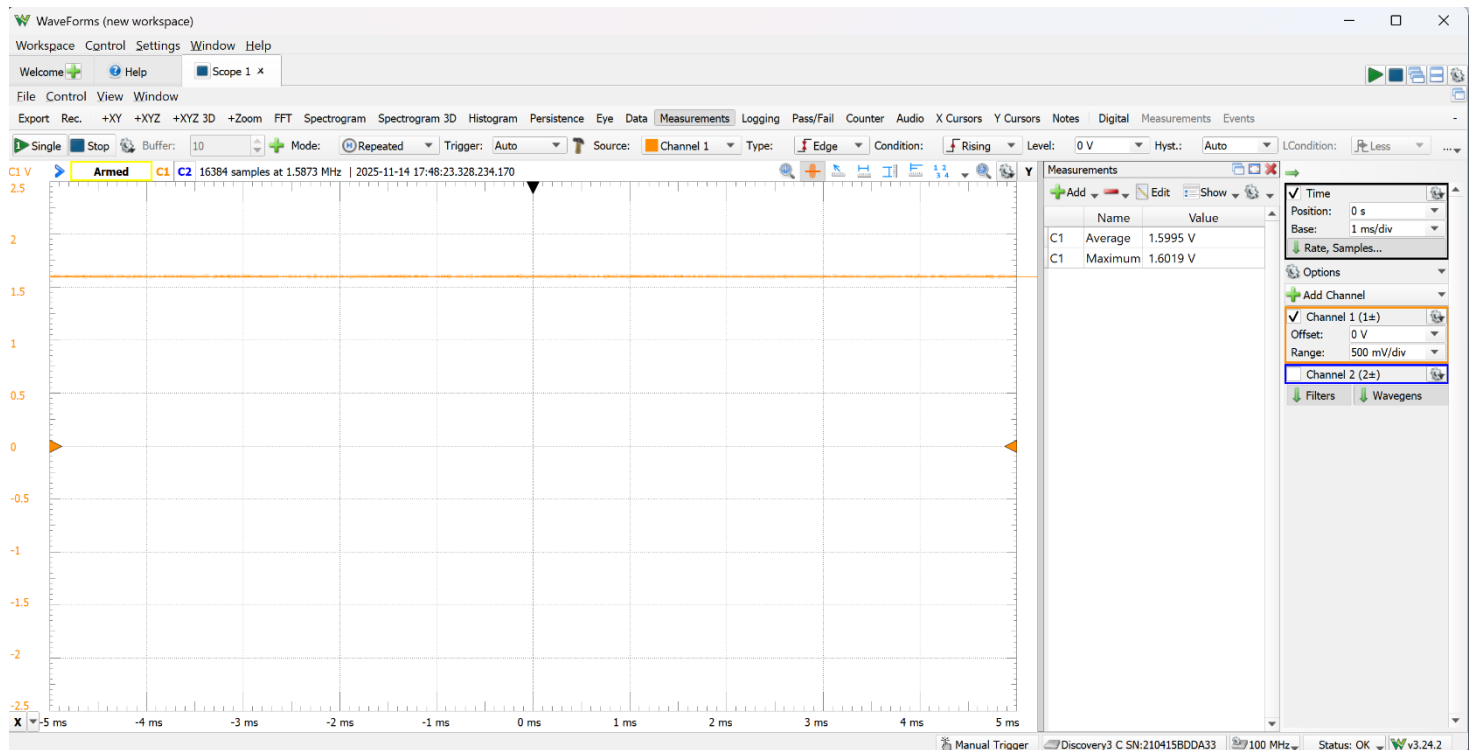 WaveForms (new workspace)
Workspace Control Settings Window Help
Welcome Help Scope 1 ×
File Control View Window
Export Rec. +XY +XYZ +XYZ 3D +Zoom FFT Spectrogram Spectrogram 3D Histogram Persistence Eye Data Measurements Logging Pass/Fail Counter Audio X Cursors Y Cursors Notes Digital Measurements Events -
Single Stop Buffer: 10 Mode: Repeated Trigger: Auto Source: Channel 1 Type: Edge Condition: Rising Level: 0 V Hyst.: Auto LCondition: Less ...
C1 V Armed C1 C2 16384 samples at 1.5873 MHz | 2025-11-14 17:48:23.328.234.170 Y
2.5
2
1.5
1
0.5
0
-0.5
-1
-1.5
-2
-2.5
X -5 ms -4 ms -3 ms -2 ms -1 ms 0 ms 1 ms 2 ms 3 ms 4 ms 5 ms
Measurements
Add Edit Show
Name Value
C1 Average 1.5995 V
C1 Maximum 1.6019 V
Time
Position: 0 s
Base: 1 ms/div
Rate, Samples...
Options
Add Channel
Channel 1 (1±)
Offset: 0 V
Range: 500 mV/div
Channel 2 (2±)
Filters Wavegens
Manual Trigger Discovery3 C SN:210415BDDA33 100 MHz Status: OK v3.24.2